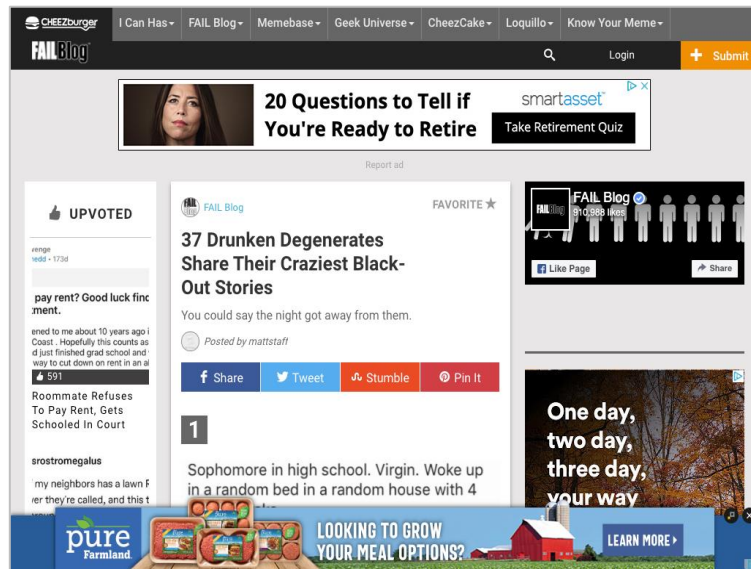 CHEEZburger I Can Has FAIL Blog Memebase Geek Universe CheezCake Loquillo Know Your Meme
FAILBlog Login + Submit
20 Questions to Tell if
You're Ready to Retire
smartasset
Take Retirement Quiz
Report ad
UPVOTED
venge
nedd • 173d
pay rent? Good luck find
tment.
ened to me about 10 years ago i
Coast . Hopefully this counts as
d just finished grad school and
way to cut down on rent in an a
591
Roommate Refuses
To Pay Rent, Gets
Schooled In Court
srostromegalus
my neighbors has a lawn
ver they're called, and this t
FAIL Blog
FAVORITE
37 Drunken Degenerates
Share Their Craziest Black-
Out Stories
You could say the night got away from them.
Posted by mattstaff
Share Tweet Stumble Pin It
1
Sophomore in high school. Virgin. Woke up
in a random bed in a random house with 4
FAIL Blog
910,988 likes
Like Page Share
One day,
two day,
three day,
your way
pure
Farmland
LOOKING TO GROW
YOUR MEAL OPTIONS?
LEARN MORE